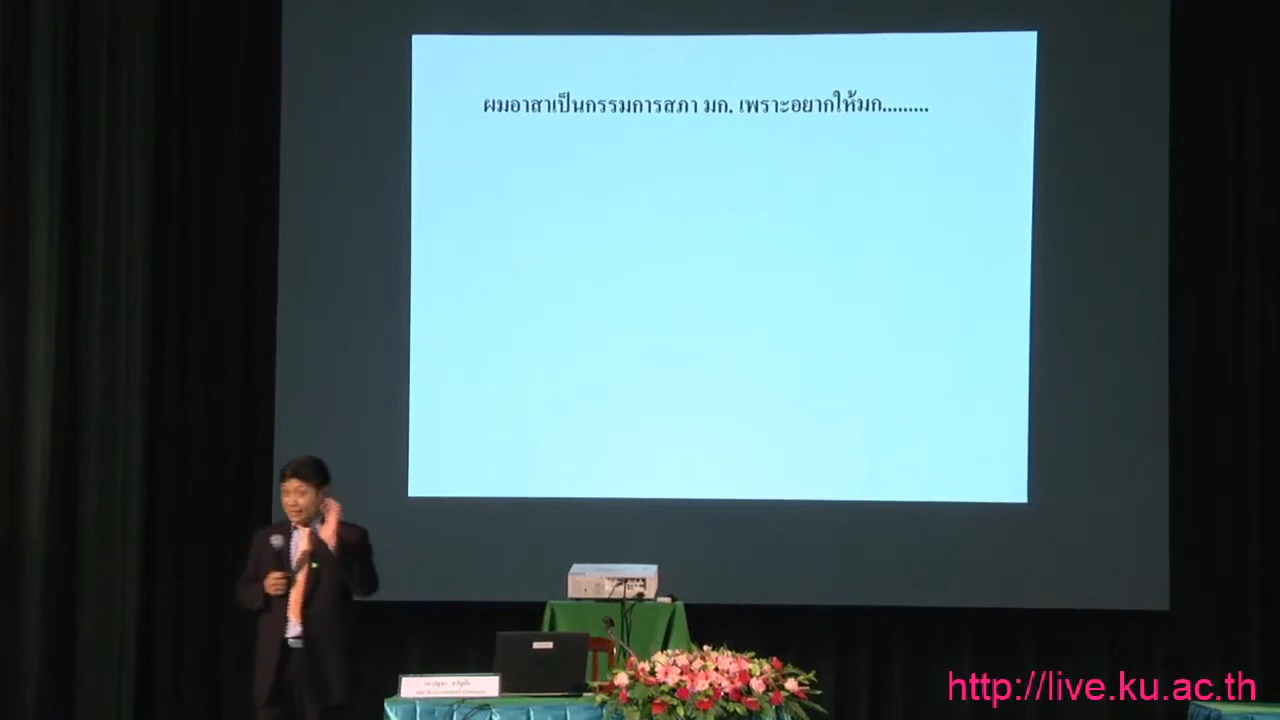 ผมอาสาเป็นกรรมการสภา มก. เพราะอยากให้มก.........
http://live.ku.ac.th